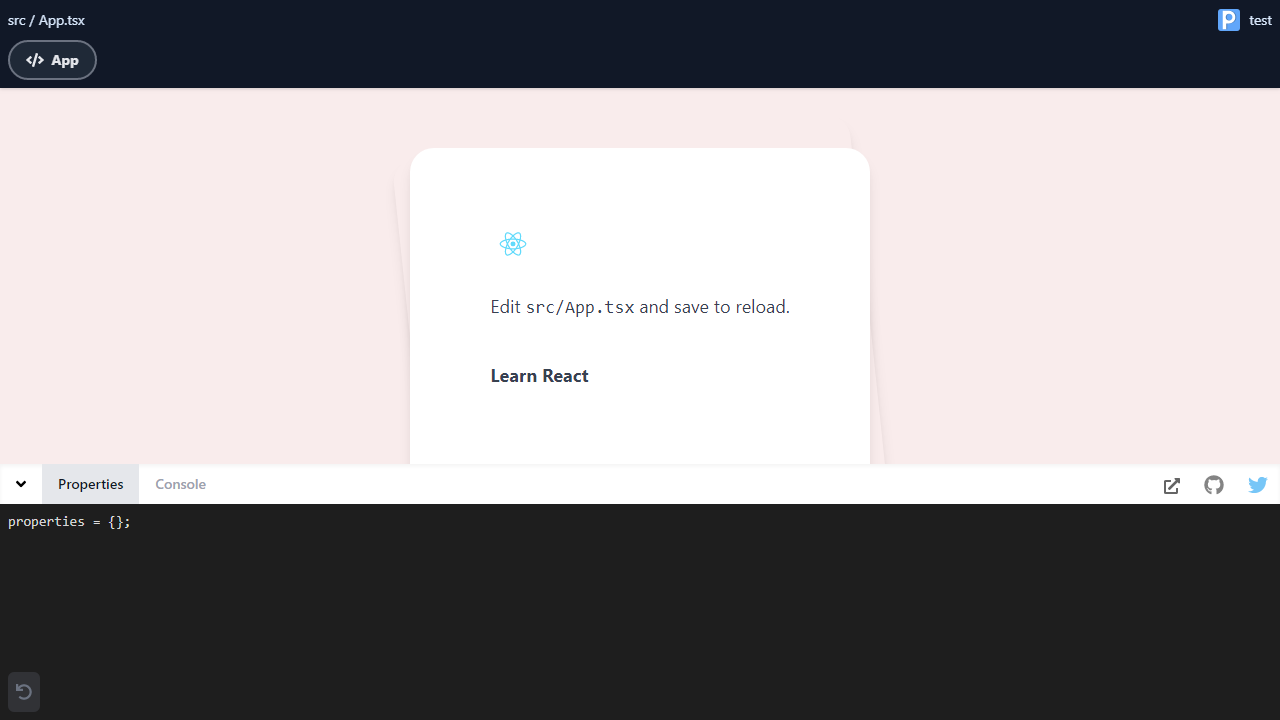 src / App.tsx
P test
</> App
Edit src/App.tsx and save to reload.
Learn React
Properties Console
properties = {};